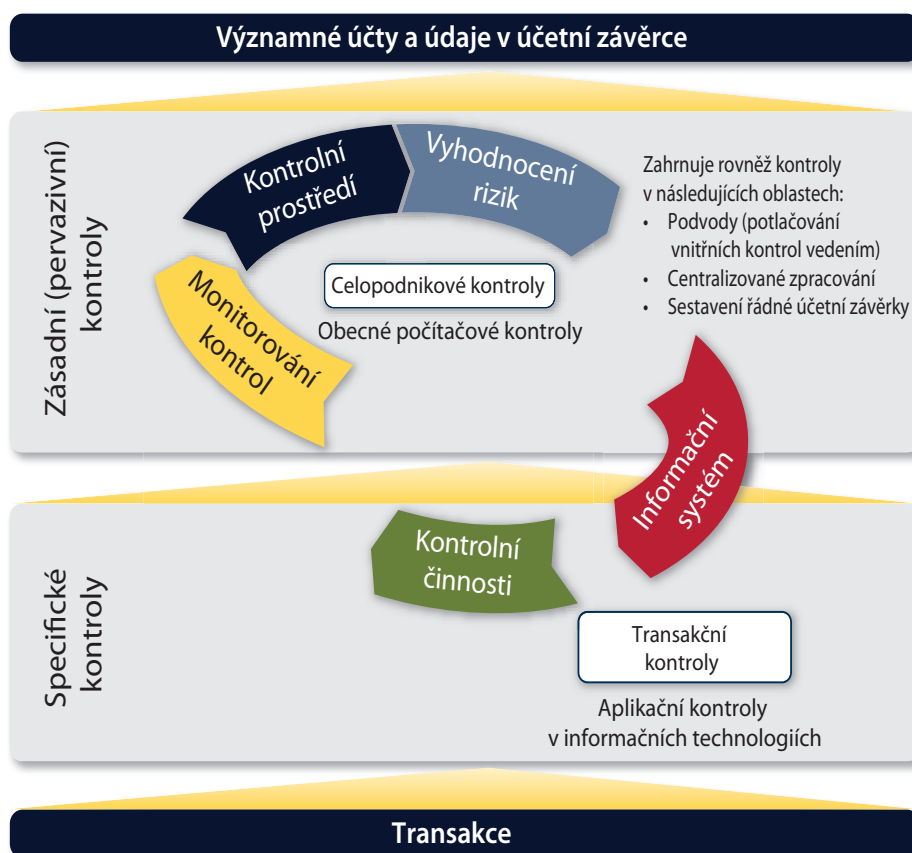 Významné účty a údaje v účetní závěrce
Zásadní (pervazivní)
kontroly
Kontrolní
prostředí
Vyhodnocení
rizik
Zahrnuje rovněž kontroly
v následujících oblastech:
• Podvody (potlačování
vnitřních kontrol vedením)
• Centralizované zpracování
• Sestavení řádné účetní závěrky
Monitorování
kontrol
Celopodnikové kontroly
Obecné počítačové kontroly
Informační
systém
Specifické
kontroly
Kontrolní
činnosti
Transakční
kontroly
Aplikační kontroly
v informačních technologiích
Transakce